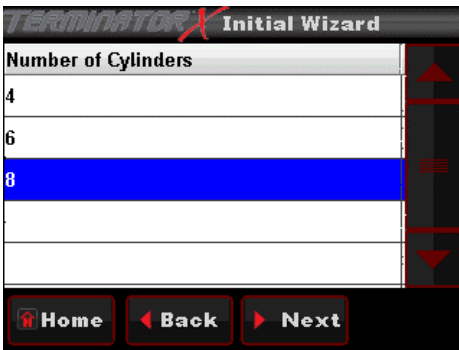 TERMINATOR X Initial Wizard
Number of Cylinders
4
6
8
Home Back Next